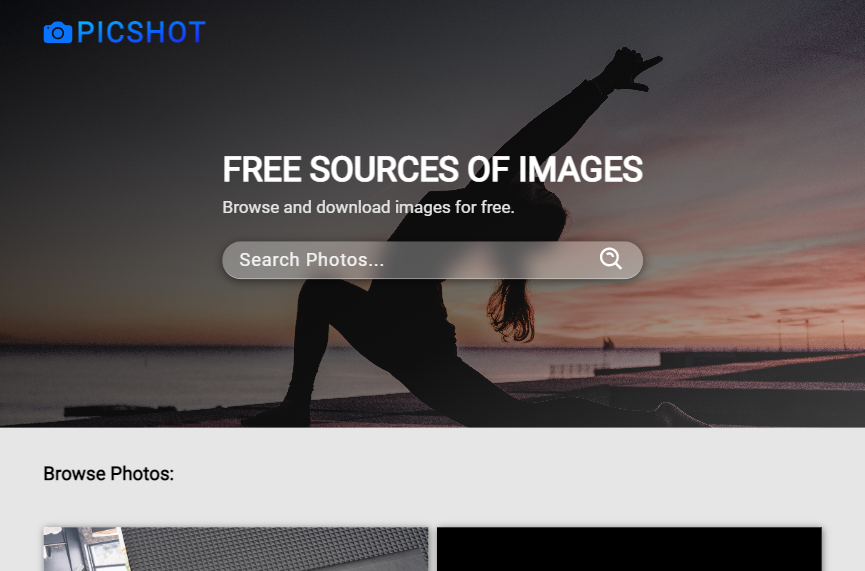 PICSHOT
FREE SOURCES OF IMAGES
Browse and download images for free.
Search Photos...
Browse Photos: